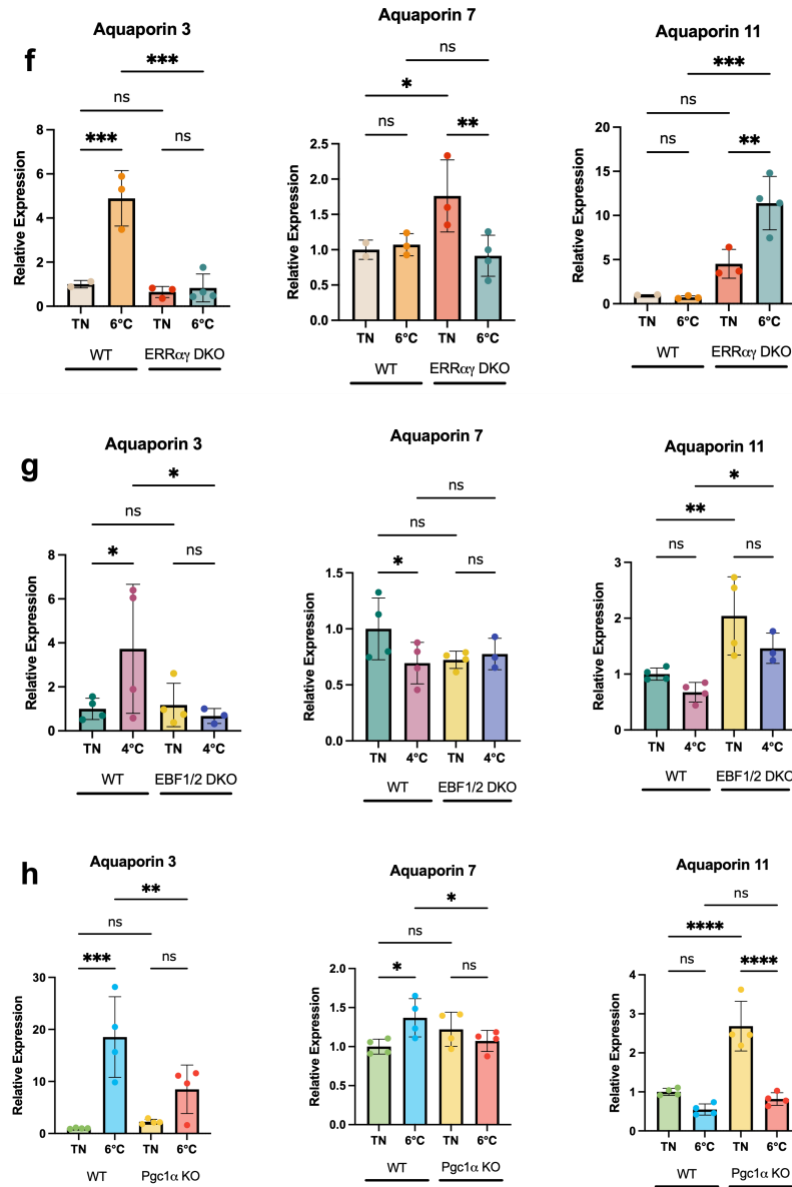 f
Aquaporin 3
***
ns
***
ns
Relative Expression
8
6
4
2
0
TN 6°C TN 6°C
WT ERRαγ DKO
Aquaporin 7
ns
*
ns
**
Relative Expression
2.5
2.0
1.5
1.0
0.5
0.0
TN 6°C TN 6°C
WT ERRαγ DKO
Aquaporin 11
***
ns
ns
**
Relative Expression
20
15
10
5
0
TN 6°C TN 6°C
WT ERRαγ DKO
g
Aquaporin 3
*
ns
*
ns
Relative Expression
8
6
4
2
0
TN 4°C TN 4°C
WT EBF1/2 DKO
Aquaporin 7
ns
ns
*
ns
Relative Expression
1.5
1.0
0.5
0.0
TN 4°C TN 4°C
WT EBF1/2 DKO
Aquaporin 11
*
**
ns
ns
Relative Expression
3
2
1
0
TN 4°C TN 4°C
WT EBF1/2 DKO
h
Aquaporin 3
**
ns
***
ns
Relative Expression
30
20
10
0
TN 6°C TN 6°C
WT Pgc1α KO
Aquaporin 7
*
ns
*
ns
Relative Expression
2.0
1.5
1.0
0.5
0.0
TN 6°C TN 6°C
WT Pgc1α KO
Aquaporin 11
ns
****
ns
****
Relative Expression
4
3
2
1
0
TN 6°C TN 6°C
WT Pgc1α KO